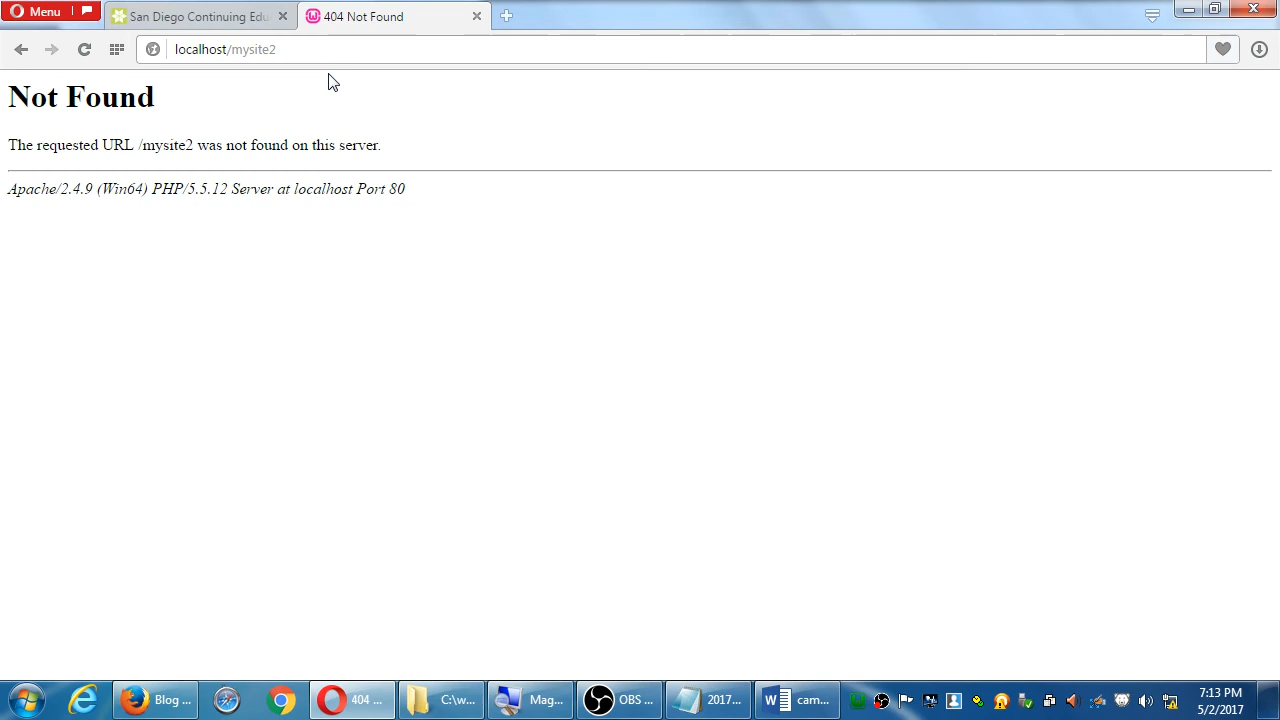 Menu
San Diego Continuing Edu
404 Not Found
localhost/mysite2
Not Found
The requested URL /mysite2 was not found on this server.
Apache/2.4.9 (Win64) PHP/5.5.12 Server at localhost Port 80
Blog ...
404 ...
C:\w...
Mag...
OBS ...
2017...
cam...
7:13 PM
5/2/2017